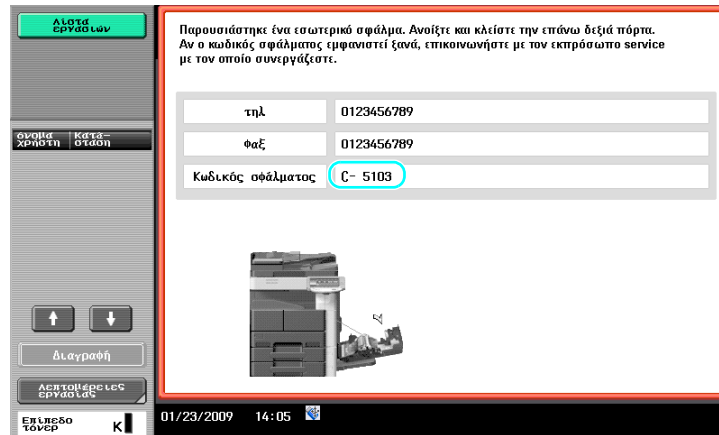 Λίστα
εργασιών
Παρουσιάστηκε ένα εσωτερικό σφάλμα. Ανοίξτε και κλείστε την επάνω δεξιά πόρτα.
Αν ο κωδικός σφάλματος εμφανιστεί ξανά, επικοινωνήστε με τον εκπρόσωπο service
με τον οποίο συνεργάζεστε.
τηλ 0123456789
Φαξ 0123456789
Κωδικός σφάλματος C- 5103
όνομα χρήστη Κατά-σταση
Διαγραφή
Λεπτομέρειες
εργασίας
Επίπεδο
τόνερ K
01/23/2009 14:05